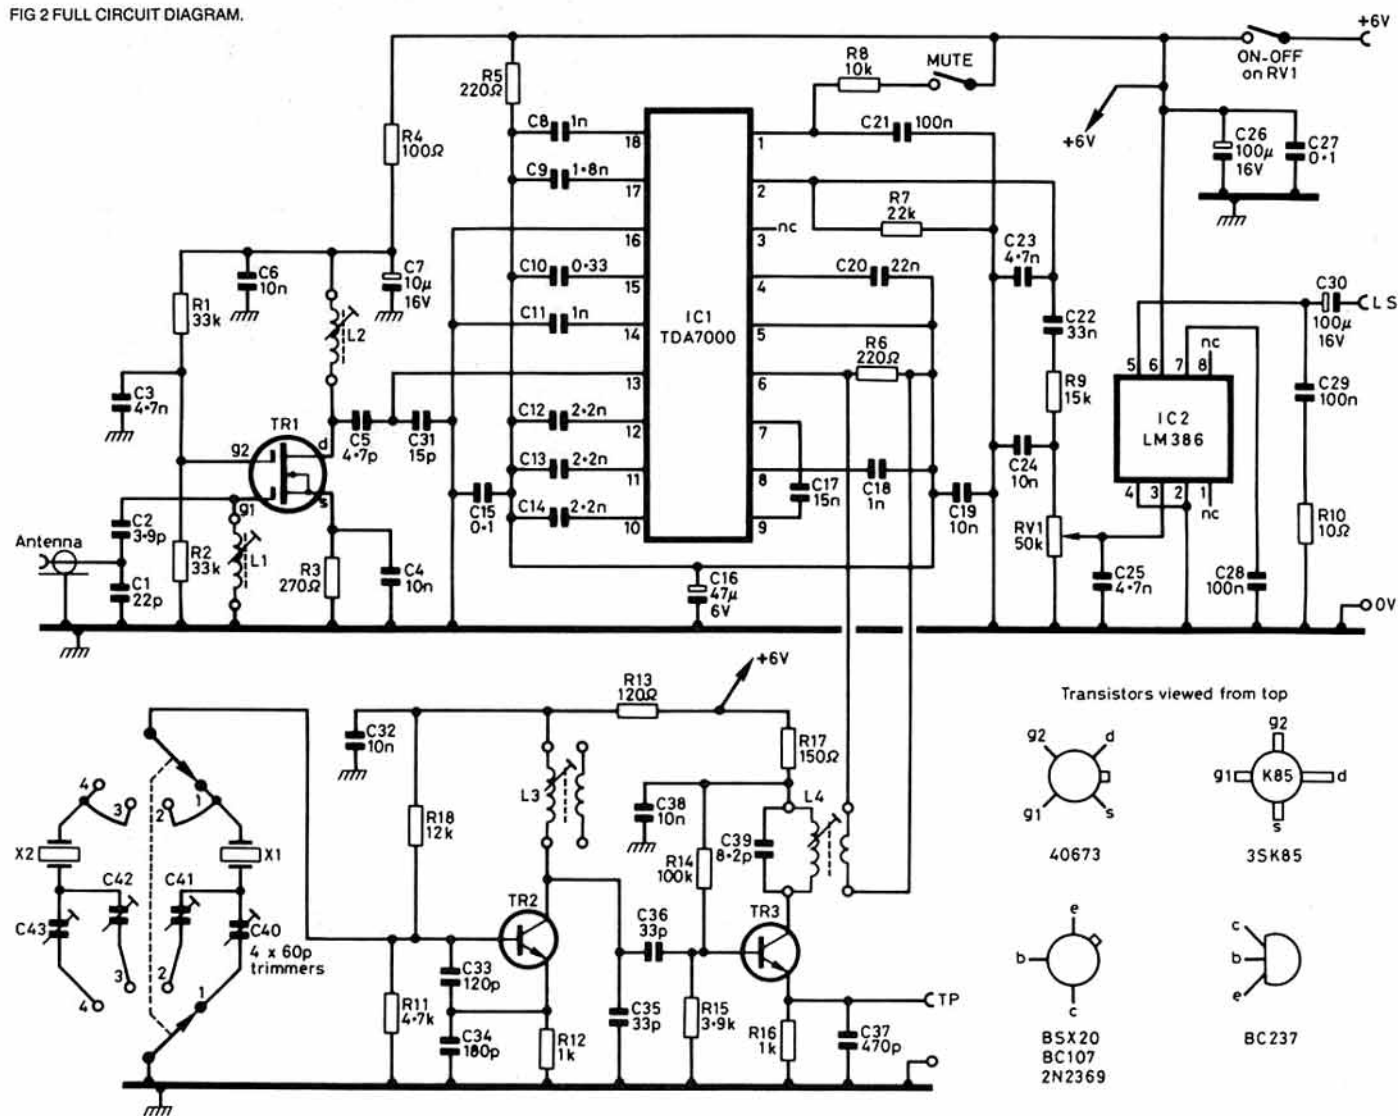 FIG 2 FULL CIRCUIT DIAGRAM.
+6V
ON-OFF
on RV1
R8
10k
MUTE
R5
220Ω
R4
100Ω
C8 1n
18
1
C21 100n
+6V
C26
100µ
16V
C27
0·1
C9 1·8n
17
2
R7
22k
16
3
nc
C6
10n
C7
10µ
16V
R1
33k
L2
C10 0·33
15
4
C20 22n
C23
4·7n
C11 1n
14
IC1
TDA7000
5
C22
33n
C30
100µ
16V
LS
R6
220Ω
13
6
nc
5 6 7 8
C3
4·7n
R9
15k
C29
100n
IC2
LM386
TR1
g2
d
C5
4·7p
C31
15p
C12 2·2n
12
7
C24
10n
g1
s
C13 2·2n
11
8
C17
15n
C18
1n
4 3 2 1
nc
C2
3·9p
C15
0·1
C14 2·2n
10
9
C19
10n
RV1
50k
R10
10Ω
Antenna
R2
33k
L1
R3
270Ω
C4
10n
C1
22p
C16
47µ
6V
C25
4·7n
C28
100n
0V
+6V
R13
120Ω
Transistors viewed from top
C32
10n
R17
150Ω
g2
d
g1
s
40673
g2
g1
K85
d
s
3SK85
4
3
2
1
L3
C38
10n
L4
X2
X1
R18
12k
C39
8·2p
R14
100k
C42
C41
C43
C40
4 x 60p
trimmers
TR2
C36
33p
TR3
e
b
c
BSX20
BC107
2N2369
c
b
e
BC237
4
3
2
1
C33
120p
R11
4·7k
C34
180p
R12
1k
C35
33p
R15
3·9k
R16
1k
C37
470p
TP